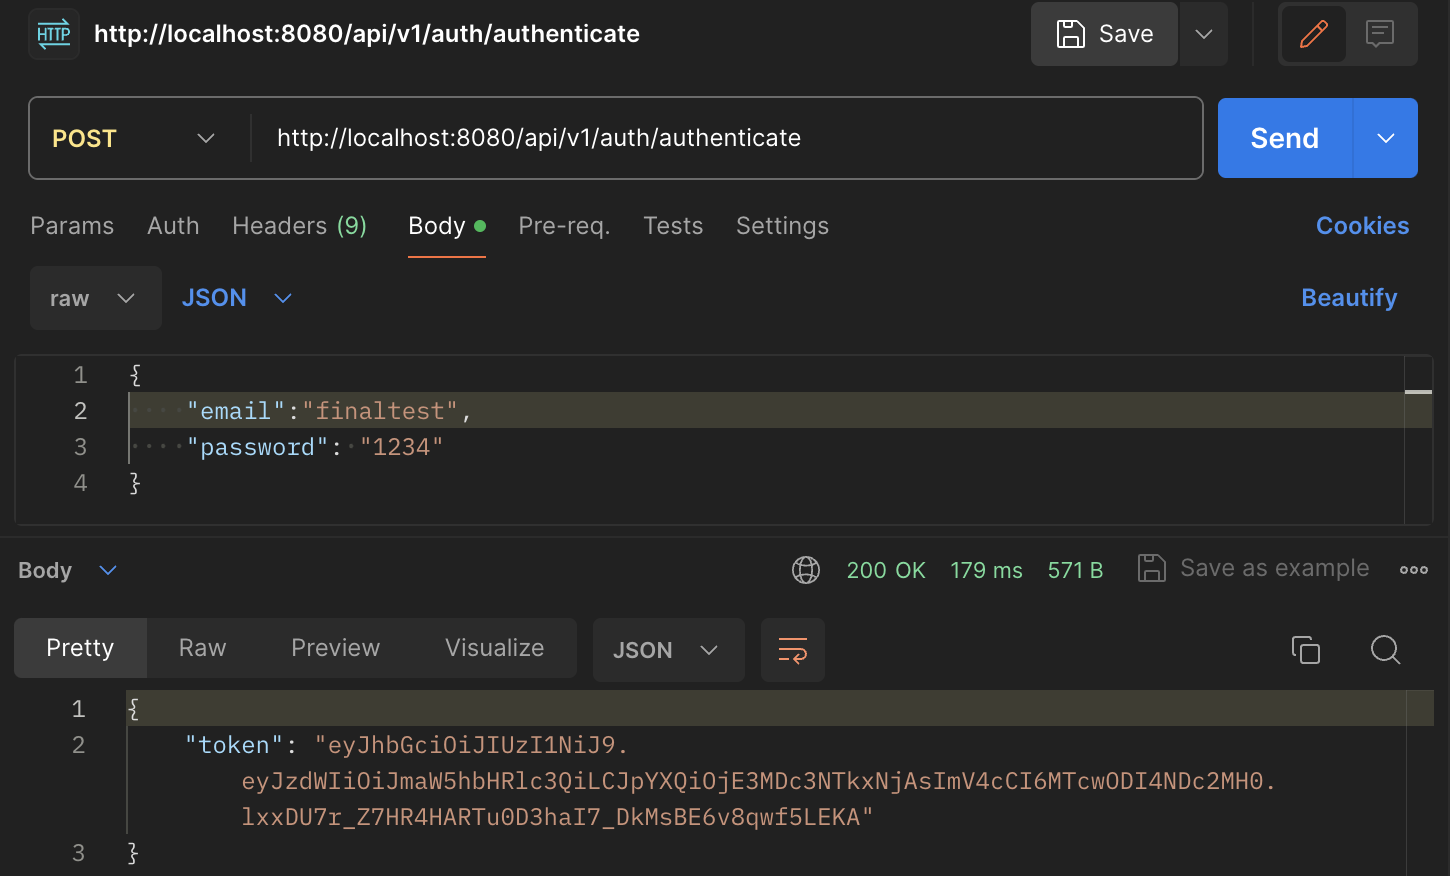 HTTP http://localhost:8080/api/v1/auth/authenticate Save
POST http://localhost:8080/api/v1/auth/authenticate Send
Params Auth Headers (9) Body Pre-req. Tests Settings Cookies
raw JSON Beautify
1 {
2 "email":"finaltest",
3 "password": "1234"
4 }
Body 200 OK 179 ms 571 B Save as example
Pretty Raw Preview Visualize JSON
1 {
2 "token": "eyJhbGciOiJIUzI1NiJ9.
eyJzdWIiOiJmaW5hbHRlc3QiLCJpYXQiOjE3MDc3NTkxNjAsImV4cCI6MTcwODI4NDc2MH0.
lxxDU7r_Z7HR4HARTu0D3haI7_DkMsBE6v8qwf5LEKA"
3 }